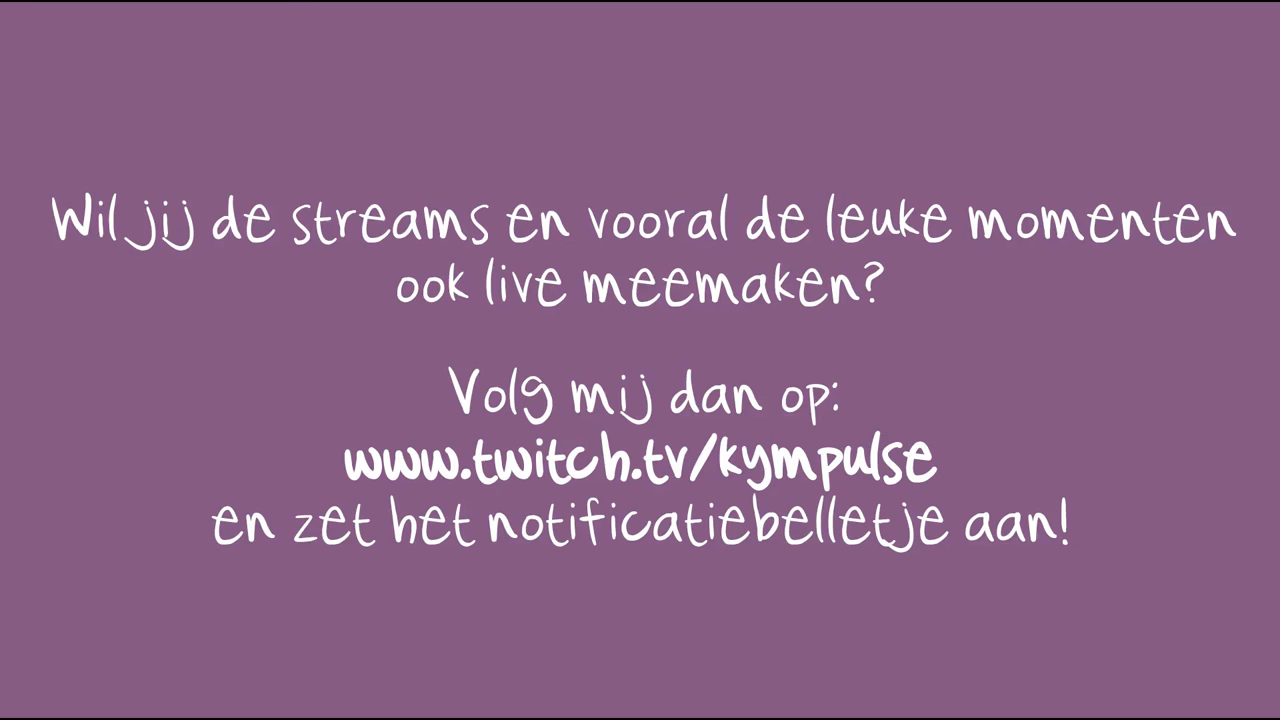 Wil jij de streams en vooral de leuke momenten
ook live meemaken?
Volg mij dan op:
www.twitch.tv/kympulse
en zet het notificatiebelletje aan!